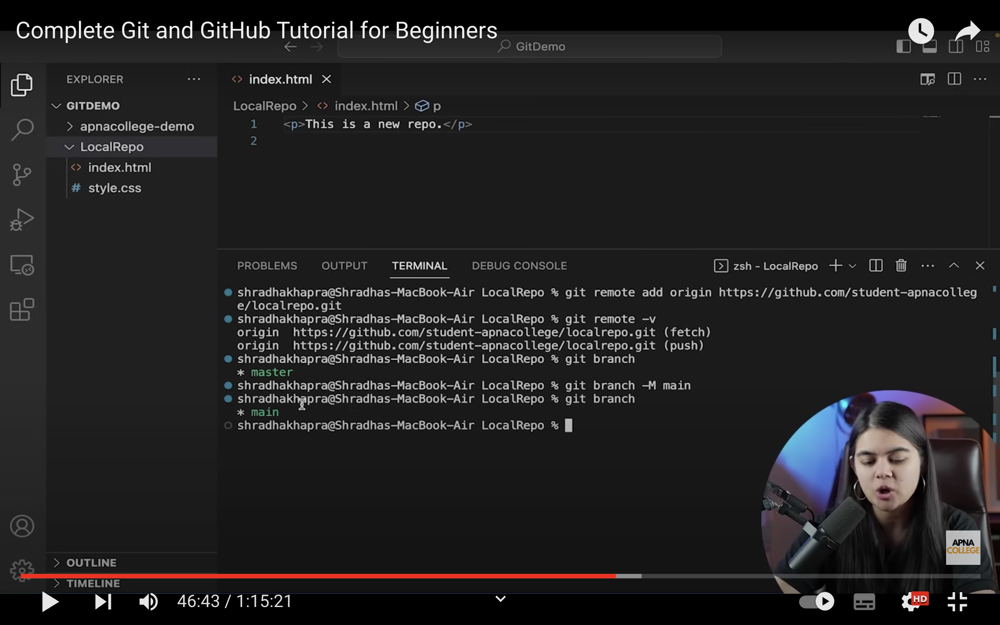 Complete Git and GitHub Tutorial for Beginners
GitDemo
EXPLORER
GITDEMO
apnacollege-demo
LocalRepo
index.html
style.css
index.html
LocalRepo > index.html > p
1 <p>This is a new repo.</p>
2
PROBLEMS OUTPUT TERMINAL DEBUG CONSOLE
zsh - LocalRepo
shradhakhapra@Shradhas-MacBook-Air LocalRepo % git remote add origin https://github.com/student-apnacolleg
e/localrepo.git
shradhakhapra@Shradhas-MacBook-Air LocalRepo % git remote -v
origin https://github.com/student-apnacollege/localrepo.git (fetch)
origin https://github.com/student-apnacollege/localrepo.git (push)
shradhakhapra@Shradhas-MacBook-Air LocalRepo % git branch
* master
shradhakhapra@Shradhas-MacBook-Air LocalRepo % git branch -M main
shradhakhapra@Shradhas-MacBook-Air LocalRepo % git branch
* main
shradhakhapra@Shradhas-MacBook-Air LocalRepo %
APNA
COLLEGE
OUTLINE
TIMELINE
46:43 / 1:15:21
HD